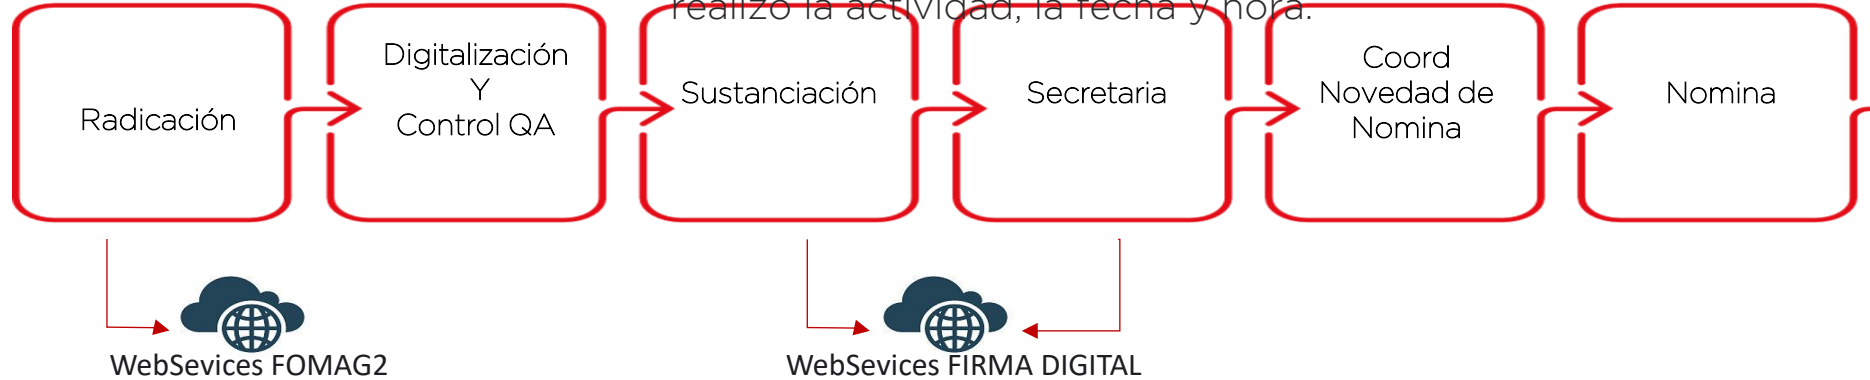 realizo la actividad, la fecha y hora.
Radicación
Digitalización
Y
Control QA
Sustanciación
Secretaria
Coord
Novedad de
Nomina
Nomina
WebSevices FOMAG2
WebSevices FIRMA DIGITAL